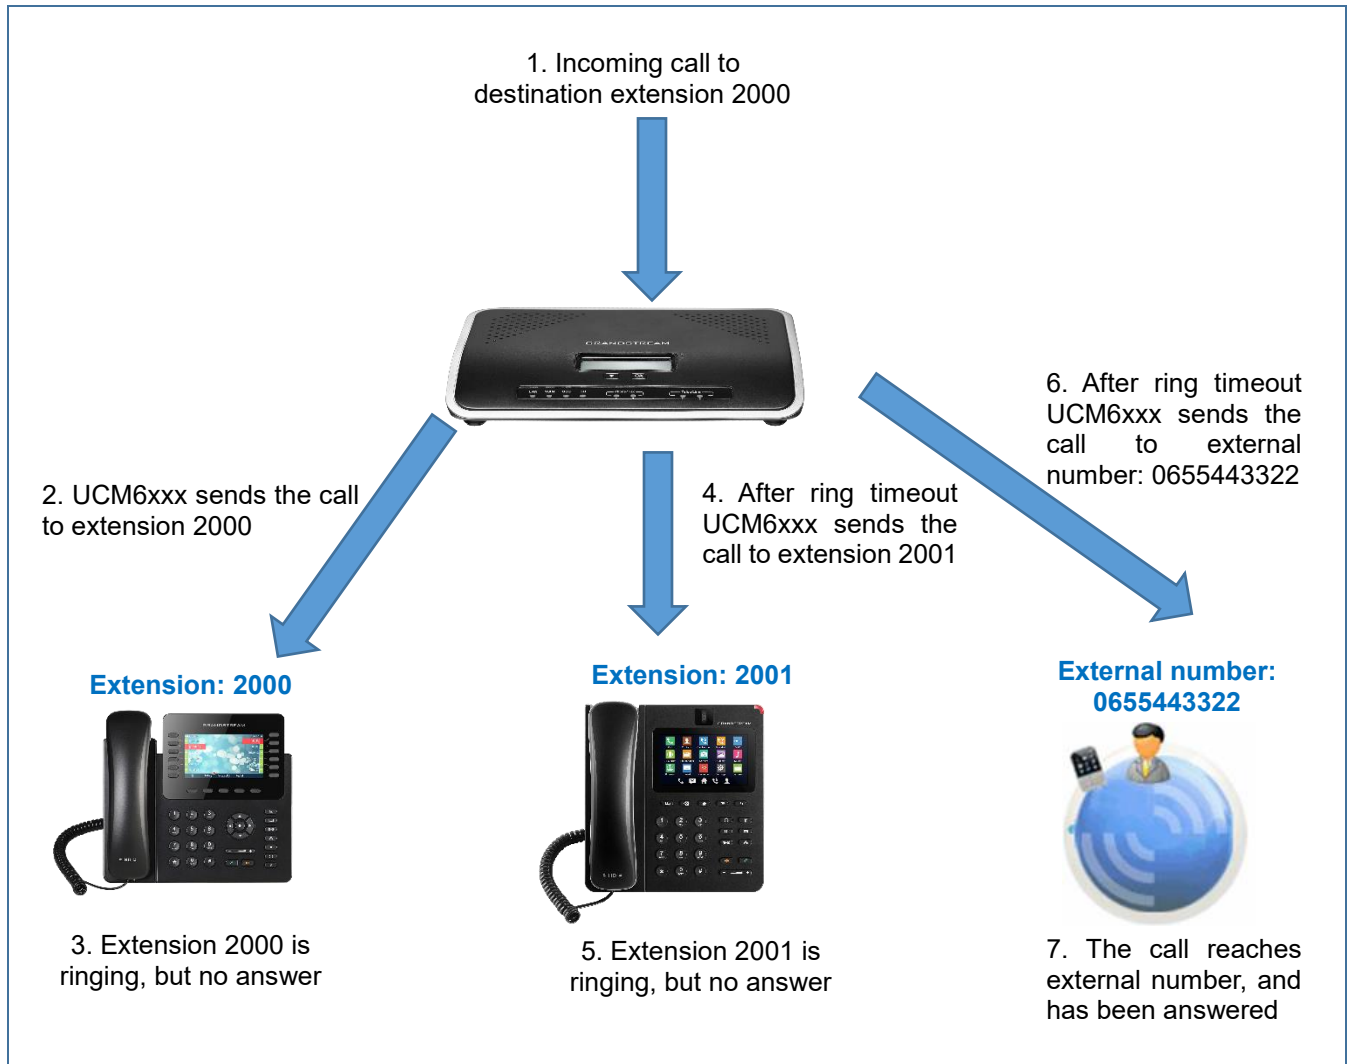 1. Incoming call to
destination extension 2000
GRANDSTREAM
2. UCM6xxx sends the call
to extension 2000
4. After ring timeout
UCM6xxx sends the
call to extension 2001
6. After ring timeout
UCM6xxx sends the
call to external
number: 0655443322
Extension: 2000
Extension: 2001
External number:
0655443322
GRANDSTREAM
3. Extension 2000 is
ringing, but no answer
5. Extension 2001 is
ringing, but no answer
7. The call reaches
external number, and
has been answered